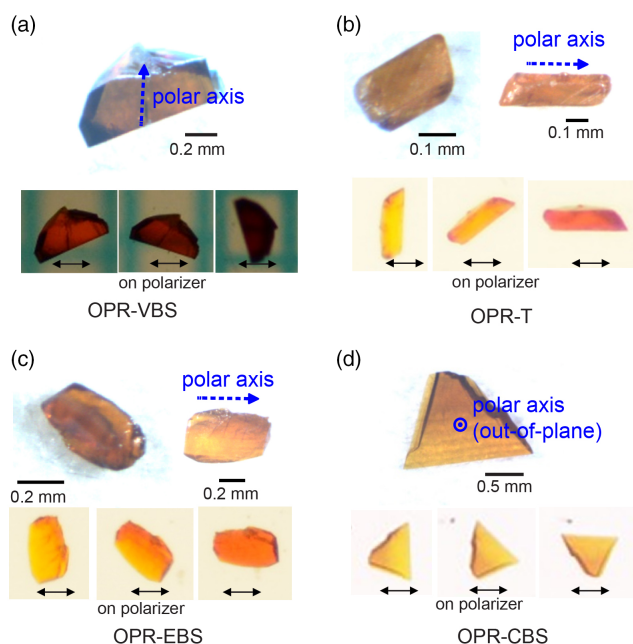 (a)
polar axis
0.2 mm
on polarizer
OPR-VBS
(b)
polar axis
0.1 mm
0.1 mm
on polarizer
OPR-T
(c)
polar axis
0.2 mm
0.2 mm
on polarizer
OPR-EBS
(d)
polar axis
(out-of-plane)
0.5 mm
on polarizer
OPR-CBS